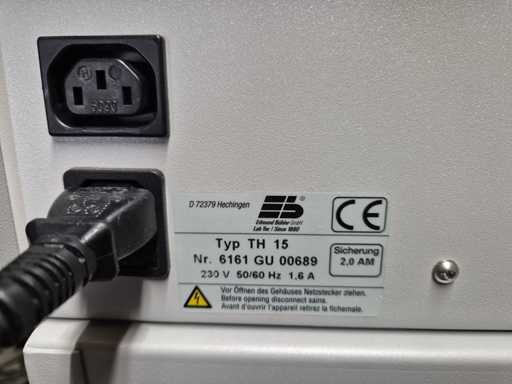 D 72379 Hechingen
Edmund Bühler GmbH
Lab Tec / Since 1880
CE
Typ TH 15
Nr. 6161 GU 00689
230 V 50/60 Hz 1.6 A
Sicherung
2,0 AM
Vor Öffnen des Gehäuses Netzstecker ziehen.
Before opening disconnect sains.
Avant d'ouvrir l'appareil retirez la fichemale.